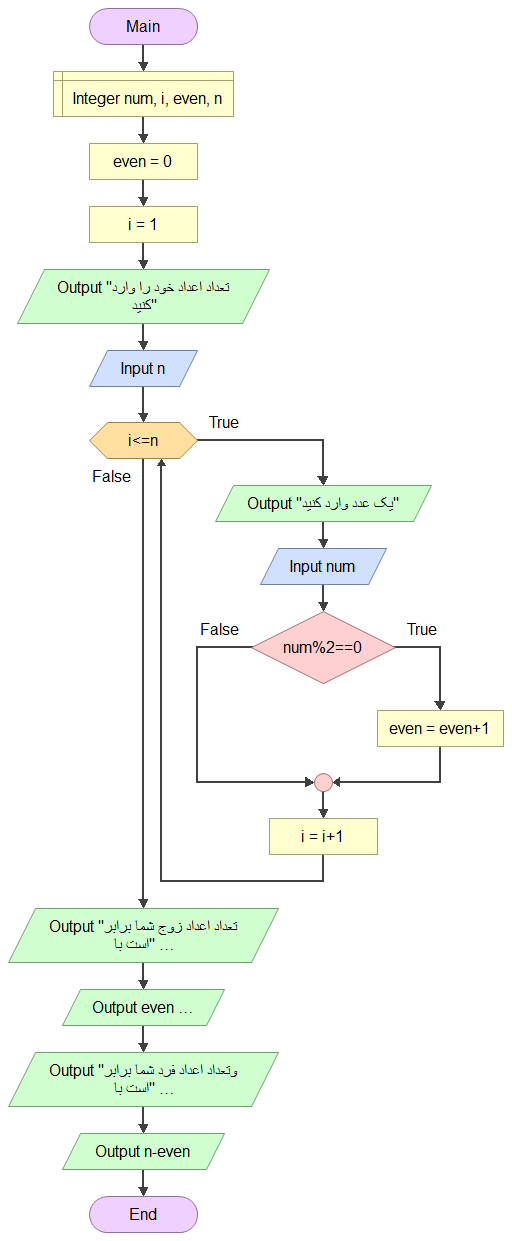 Main
Integer num, i, even, n
even = 0
i = 1
Output "تعداد اعداد خود را وارد
کنید"
Input n
i<=n
True
False
Output "یک عدد وارد کنید"
Input num
False
True
num%2==0
even = even+1
i = i+1
Output "تعداد اعداد زوج شما برابر
است با" ...
Output even ...
Output "وتعداد اعداد فرد شما برابر
است با" ...
Output n-even
End